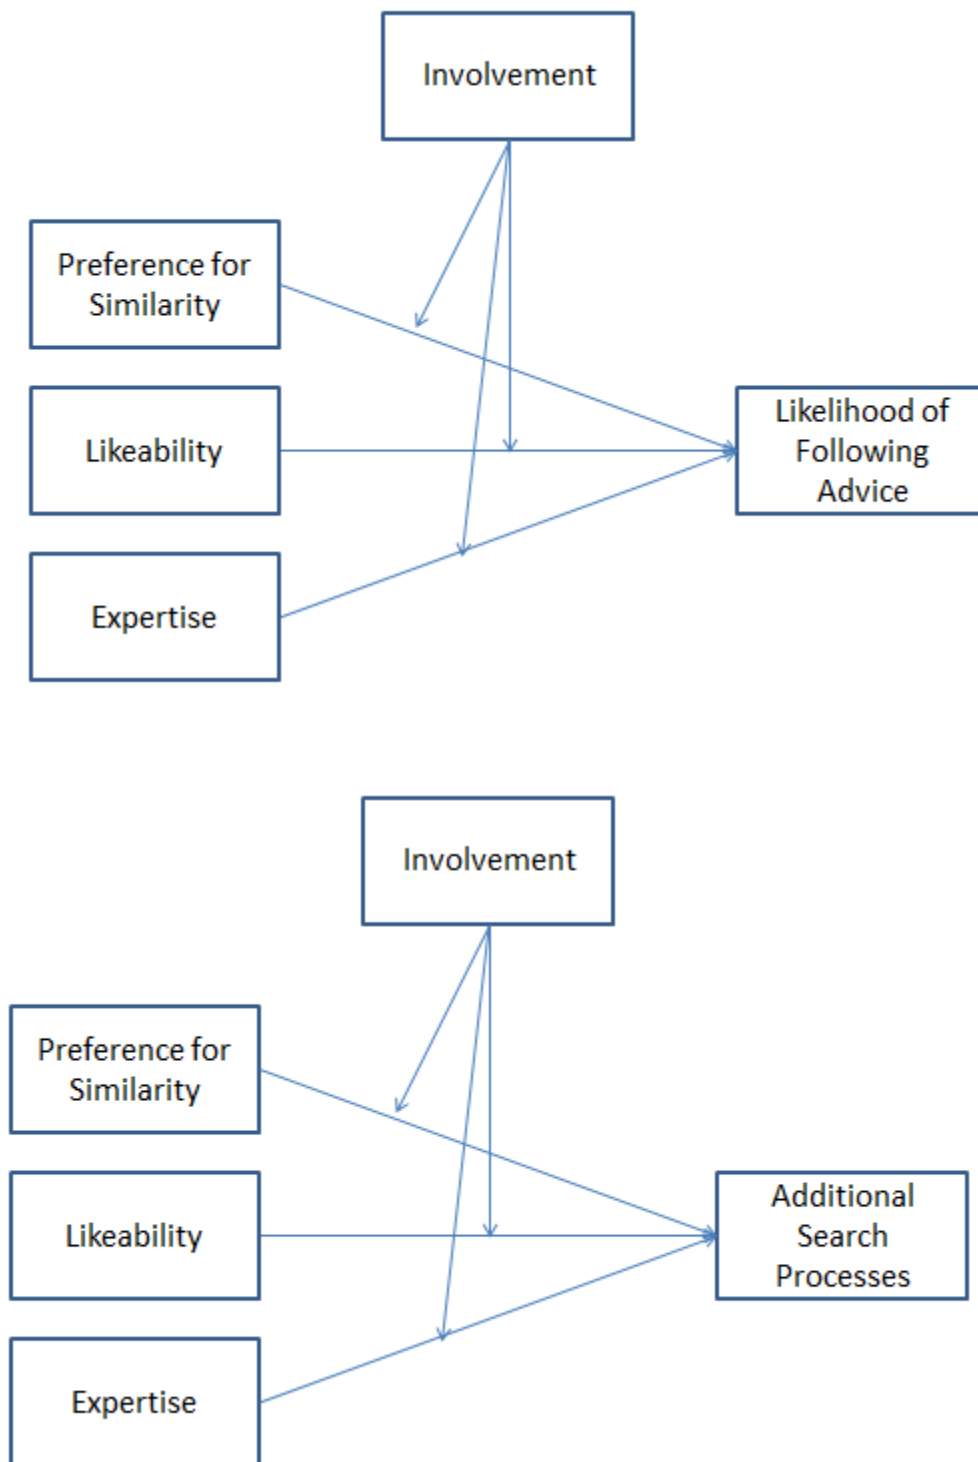 Involvement
Preference for
Similarity
Likeability
Likelihood of
Following
Advice
Expertise
Involvement
Preference for
Similarity
Likeability
Additional
Search
Processes
Expertise